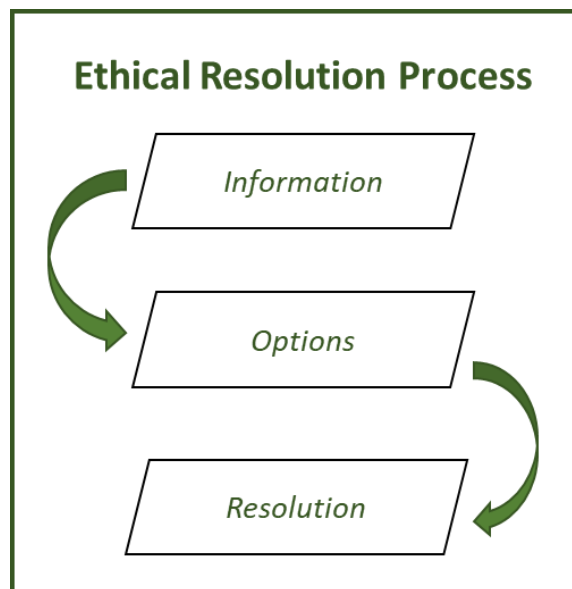 Ethical Resolution Process
Information
Options
Resolution